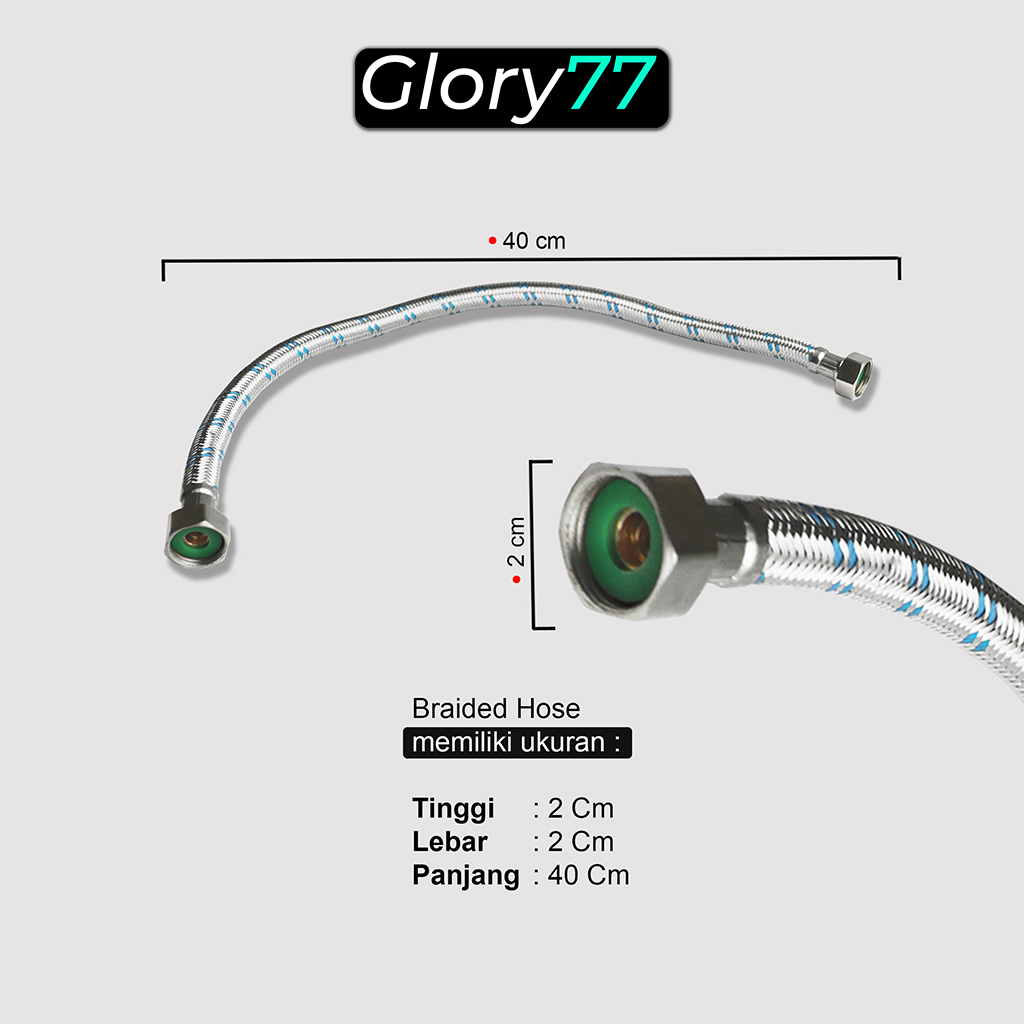 Glory77
• 40 cm
• 2 cm
Braided Hose
memiliki ukuran :
Tinggi : 2 Cm
Lebar : 2 Cm
Panjang : 40 Cm